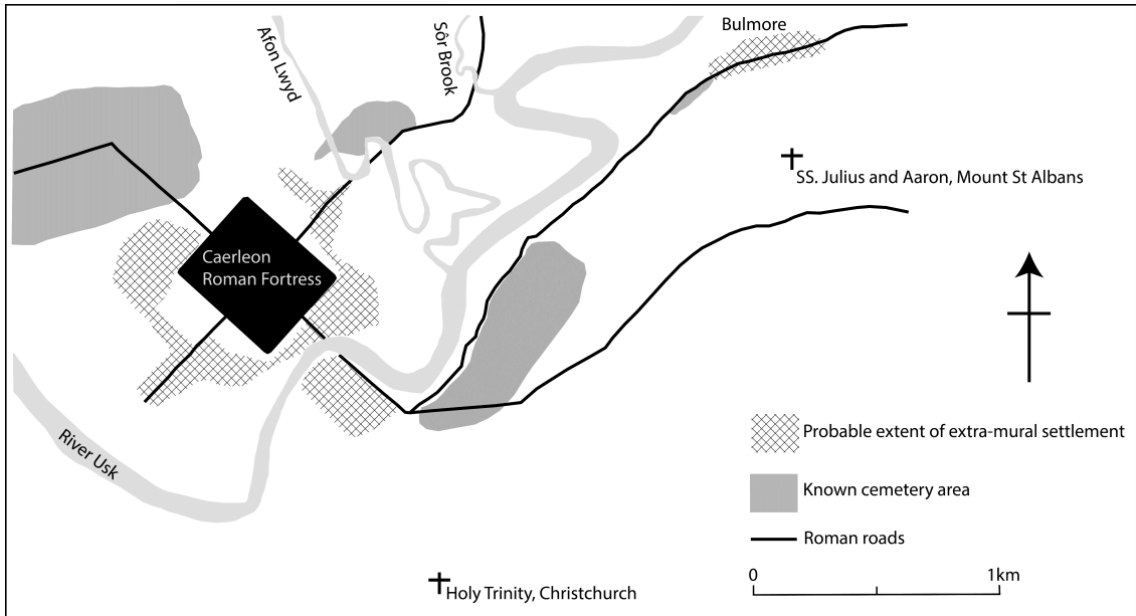 Bulmore
Afon Lwyd
Sôr Brook
SS. Julius and Aaron, Mount St Albans
Caerleon
Roman Fortress
River Usk
Probable extent of extra-mural settlement
Known cemetery area
Roman roads
0 1km
Holy Trinity, Christchurch